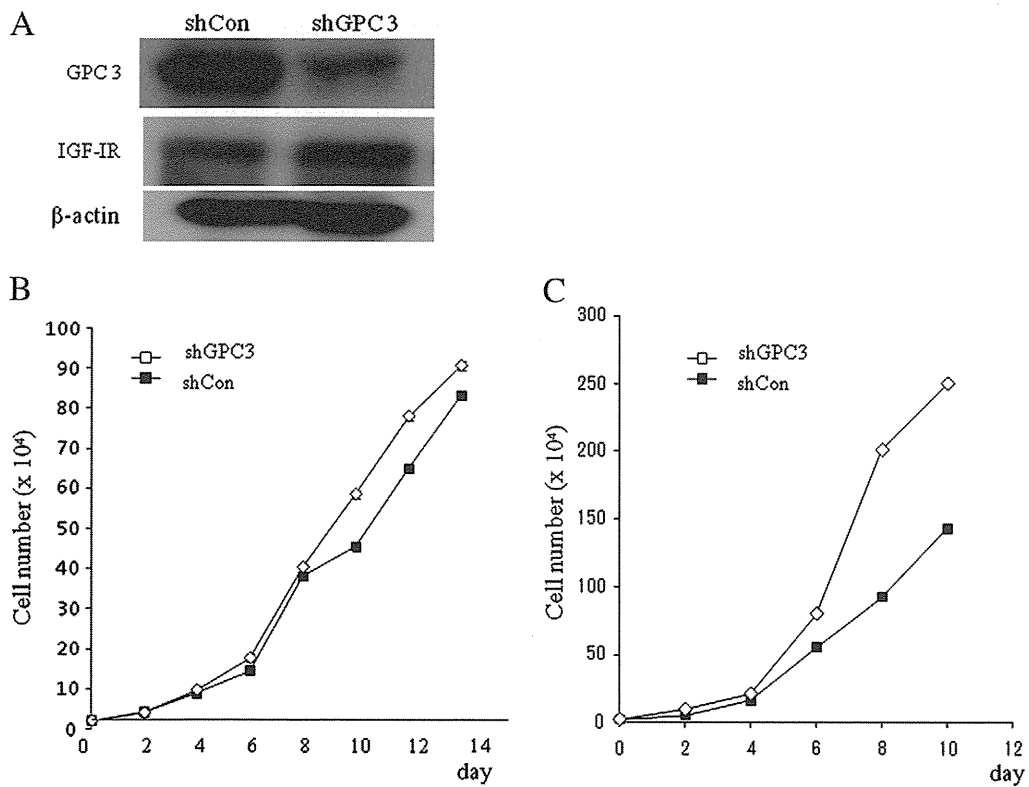 A
shCon shGPC3
GPC3
IGF-IR
β-actin
B
Cell number (x 10⁴)
100
90
80
70
60
50
40
30
20
10
0
shGPC3
shCon
0 2 4 6 8 10 12 14
day
C
Cell number (x 10⁴)
300
250
200
150
100
50
0
shGPC3
shCon
0 2 4 6 8 10 12
day